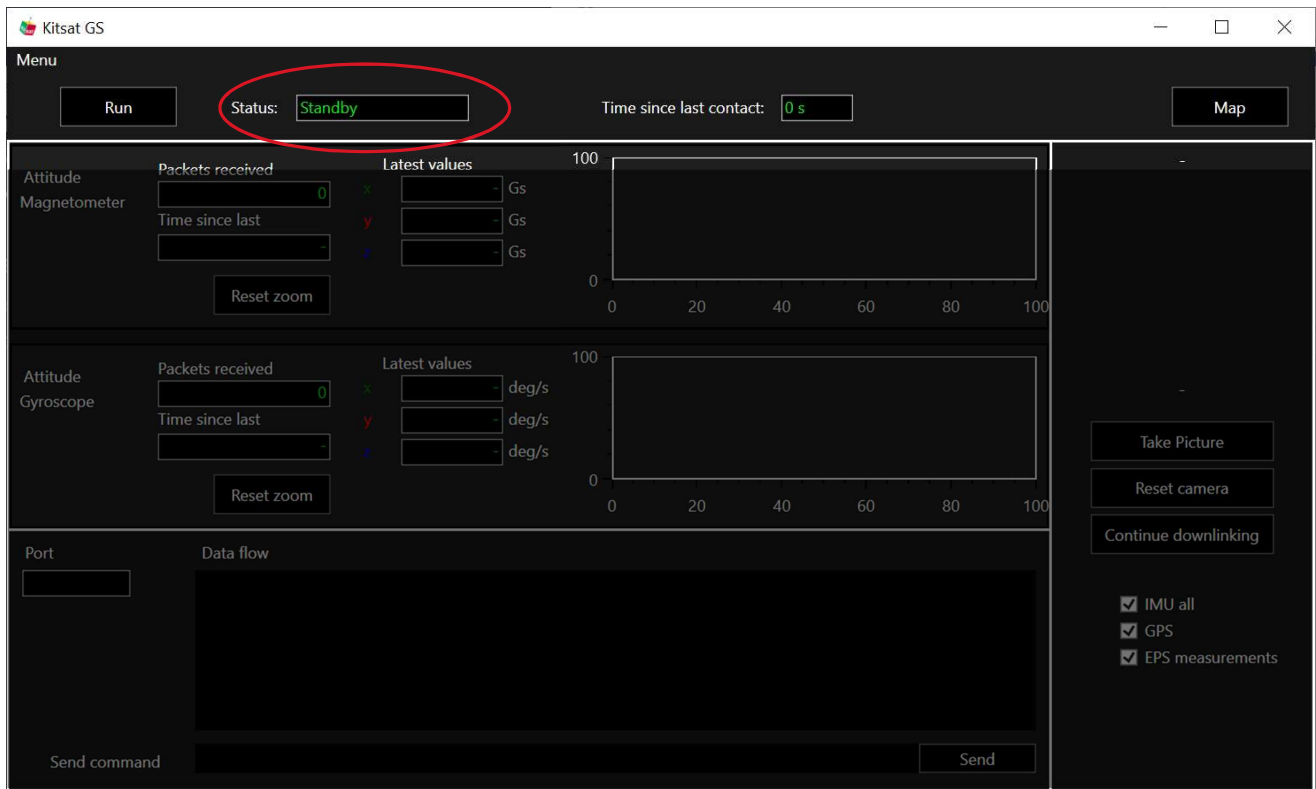 Kitsat GS
Menu
Run Status: Standby Time since last contact: 0 s Map
Attitude
Magnetometer
Packets received
0
Time since last
-
Reset zoom
Latest values
x - Gs
y - Gs
z - Gs
100
0
0 20 40 60 80 100
-
Attitude
Gyroscope
Packets received
0
Time since last
-
Reset zoom
Latest values
x - deg/s
y - deg/s
z - deg/s
100
0
0 20 40 60 80 100
-
Take Picture
Reset camera
Continue downlinking
IMU all
GPS
EPS measurements
Port
Data flow
Send command
Send